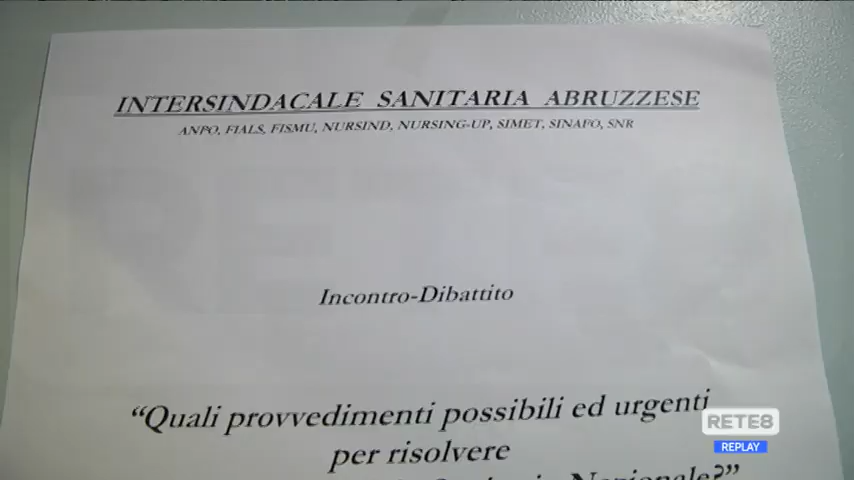 INTERSINDACALE SANITARIA ABRUZZESE
ANPO, FIALS, FISMU, NURSIND, NURSING-UP, SIMET, SINAFO, SNR
Incontro-Dibattito
“Quali provvedimenti possibili ed urgenti
per risolvere
Nazionale?”
RETE8
REPLAY